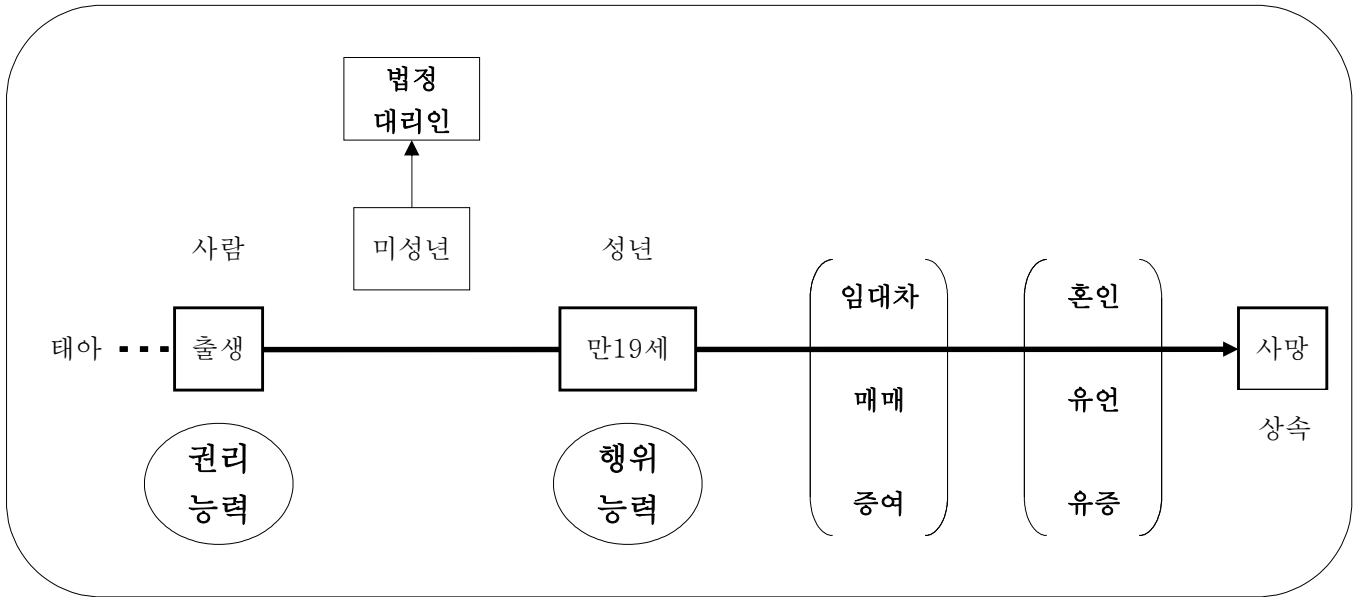 법정
대리인
사람
미성년
성년
임대차
혼인
태아
출생
만19세
사망
매매
유언
상속
권리
능력
행위
능력
증여
유증